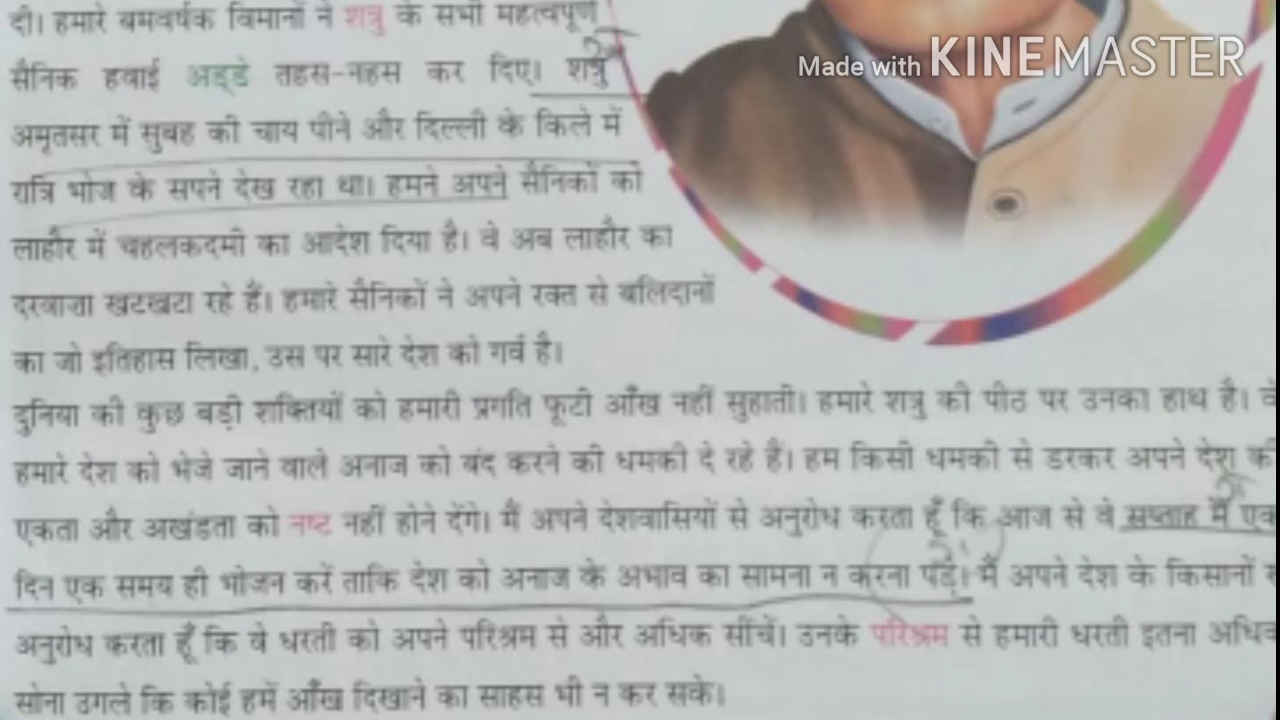 दी। हमारे बमवर्षक विमानों ने शत्रु के सभी महत्वपूर्ण
Made with KINEMASTER
सैनिक हवाई अड्डे तहस-नहस कर दिए। शत्रु
अमृतसर में सुबह की चाय पीने और दिल्ली के किले में
रात्रि भोज के सपने देख रहा था। हमने अपने सैनिकों को
लाहौर में चहलकदमी का आदेश दिया है। वे अब लाहौर का
दरवाजा खटखटा रहे हैं। हमारे सैनिकों ने अपने रक्त से बलिदानों
का जो इतिहास लिखा, उस पर सारे देश को गर्व है।
दुनिया की कुछ बड़ी शक्तियों को हमारी प्रगति फूटी आँख नहीं सुहाती। हमारे शत्रु की पीठ पर उनका हाथ है। वे
हमारे देश को भेजे जाने वाले अनाज को बंद करने की धमकी दे रहे हैं। हम किसी धमकी से डरकर अपने देश की
एकता और अखंडता को नष्ट नहीं होने देंगे। मैं अपने देशवासियों से अनुरोध करता हूँ कि आज से वे सप्ताह में एक
दिन एक समय ही भोजन करें ताकि देश को अनाज के अभाव का सामना न करना पड़े। मैं अपने देश के किसानों
अनुरोध करता हूँ कि वे धरती को अपने परिश्रम से और अधिक सींचें। उनके परिश्रम से हमारी धरती इतना अधिक
सोना उगले कि कोई हमें आँख दिखाने का साहस भी न कर सके।